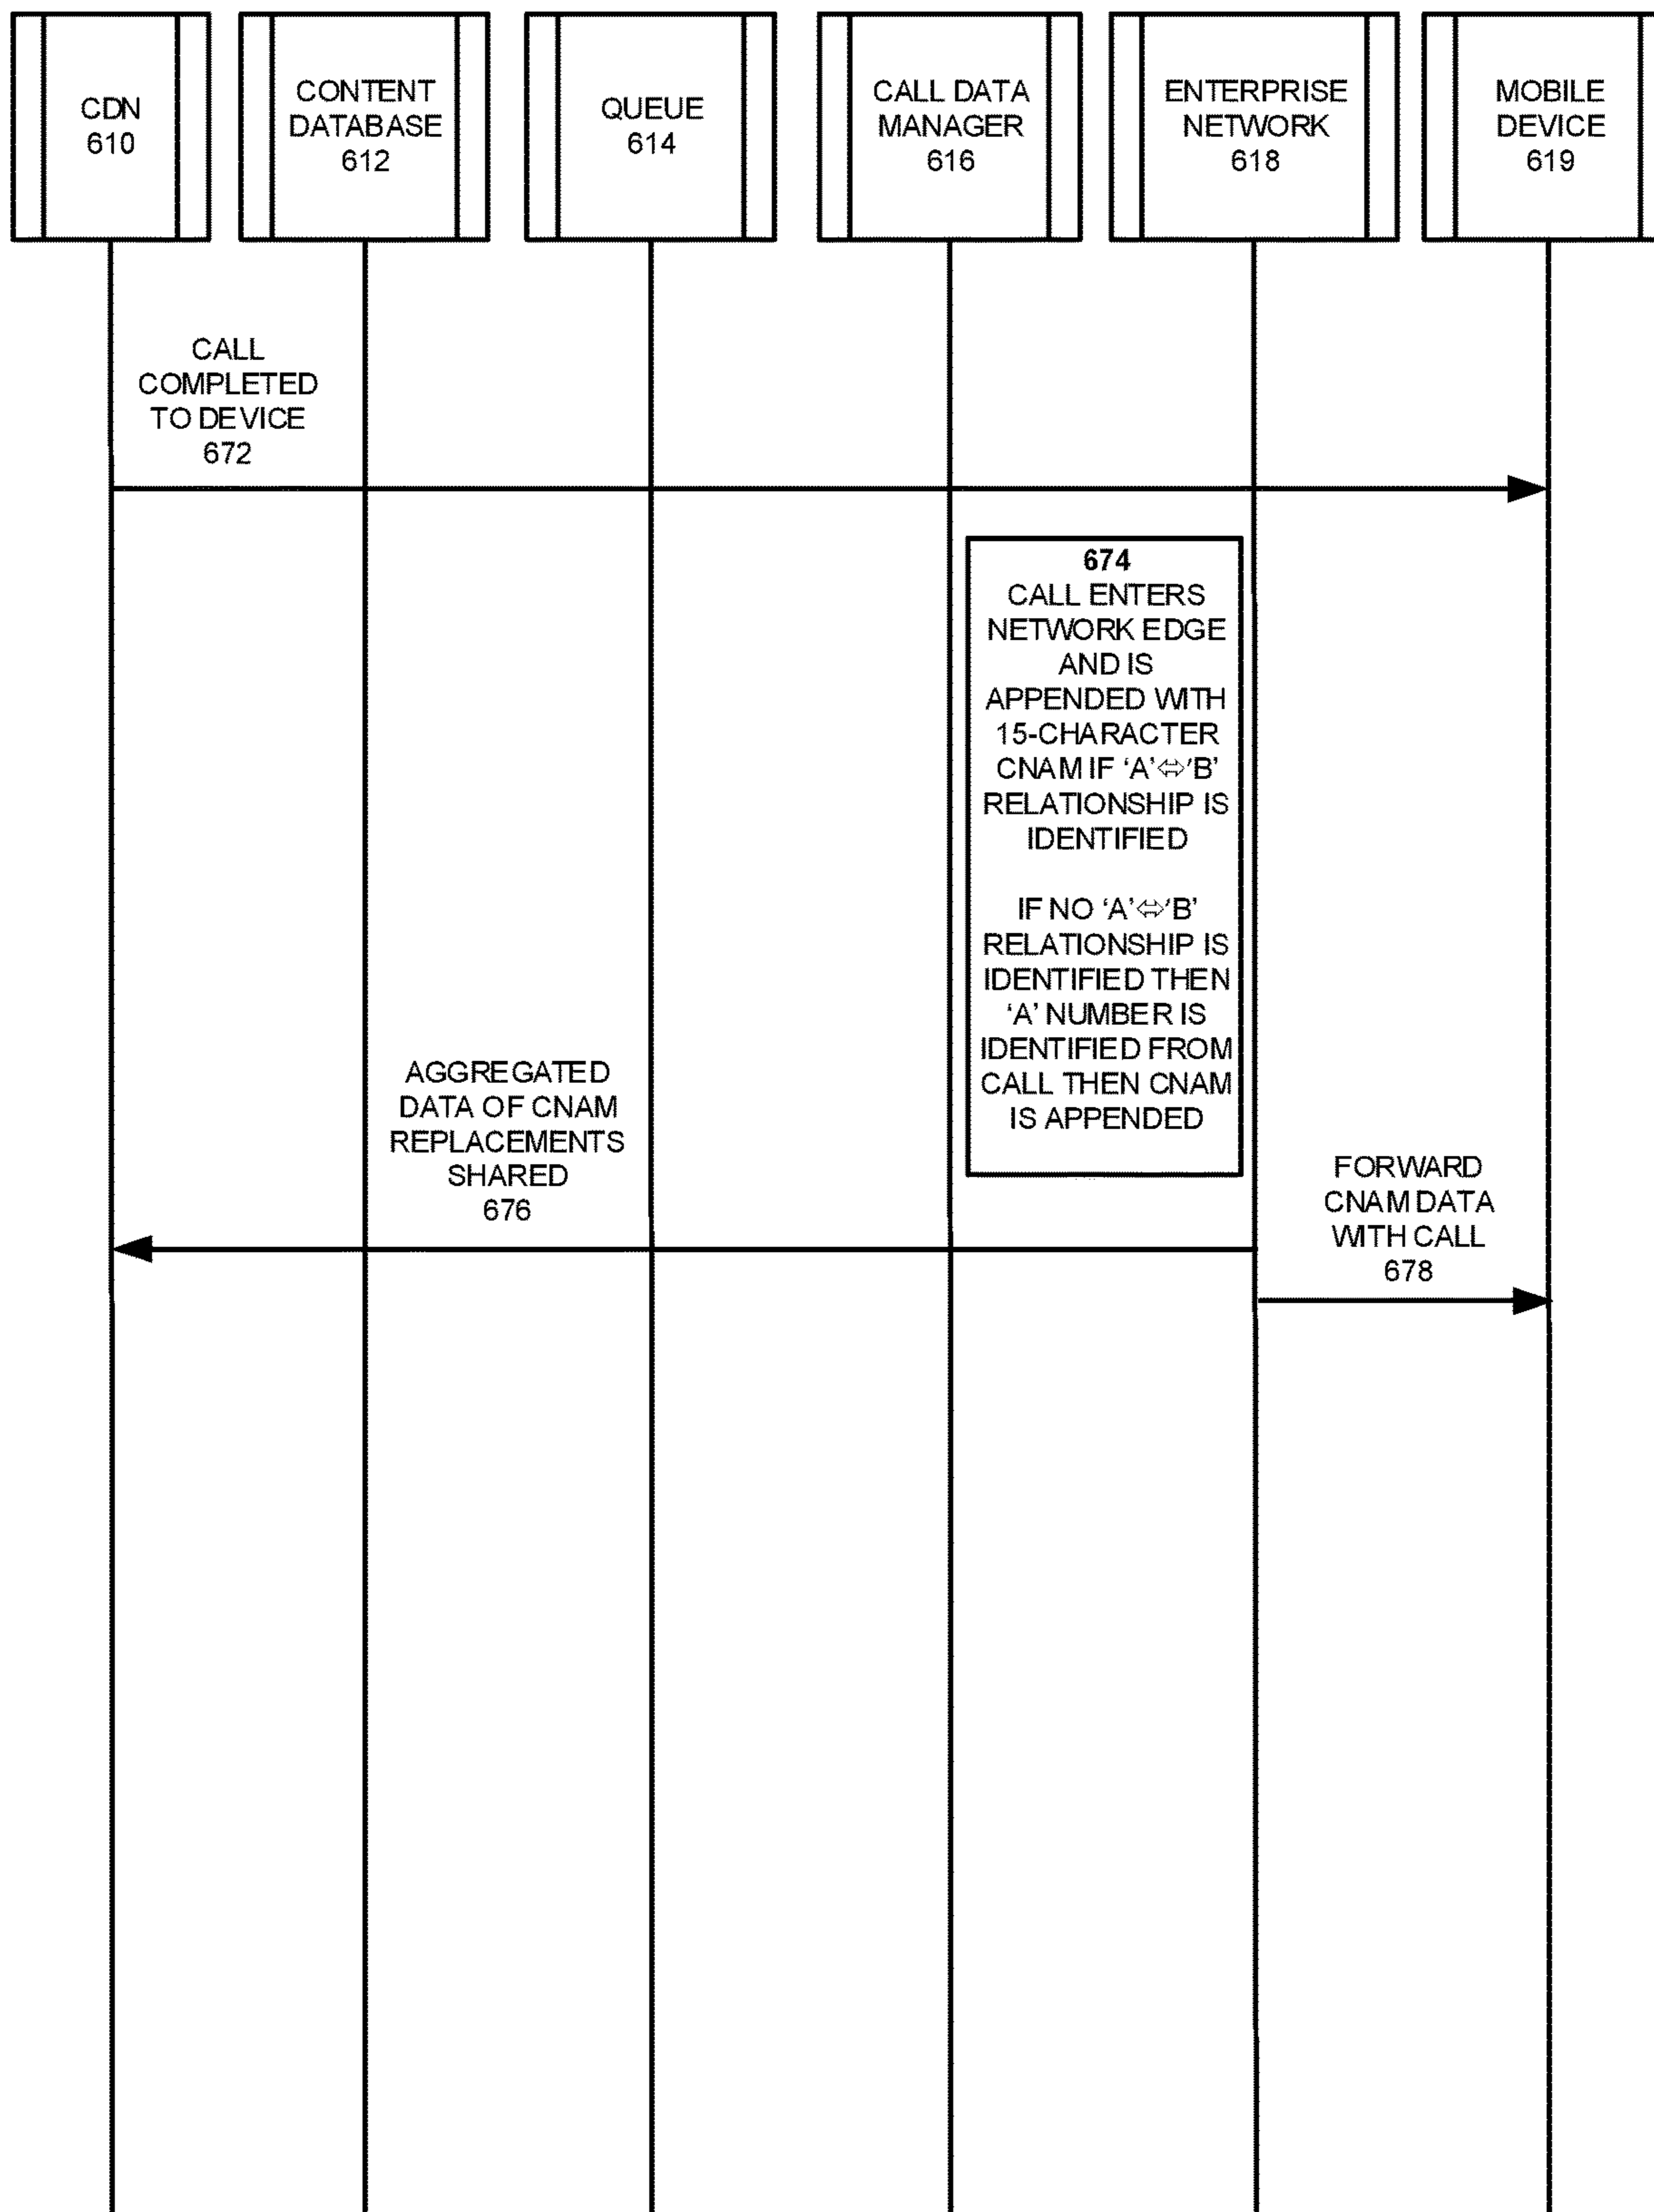 CDN
610
CONTENT
DATABASE
612
QUEUE
614
CALL DATA
MANAGER
616
ENTERPRISE
NETWORK
618
MOBILE
DEVICE
619
CALL
COMPLETED
TO DEVICE
672
674
CALL ENTERS
NETWORK EDGE
AND IS
APPENDED WITH
15-CHARACTER
CNAM IF ‘A’⇔’B’
RELATIONSHIP IS
IDENTIFIED
IF NO ‘A’⇔’B’
RELATIONSHIP IS
IDENTIFIED THEN
‘A’ NUMBER IS
IDENTIFIED FROM
CALL THEN CNAM
IS APPENDED
AGGREGATED
DATA OF CNAM
REPLACEMENTS
SHARED
676
FORWARD
CNAM DATA
WITH CALL
678